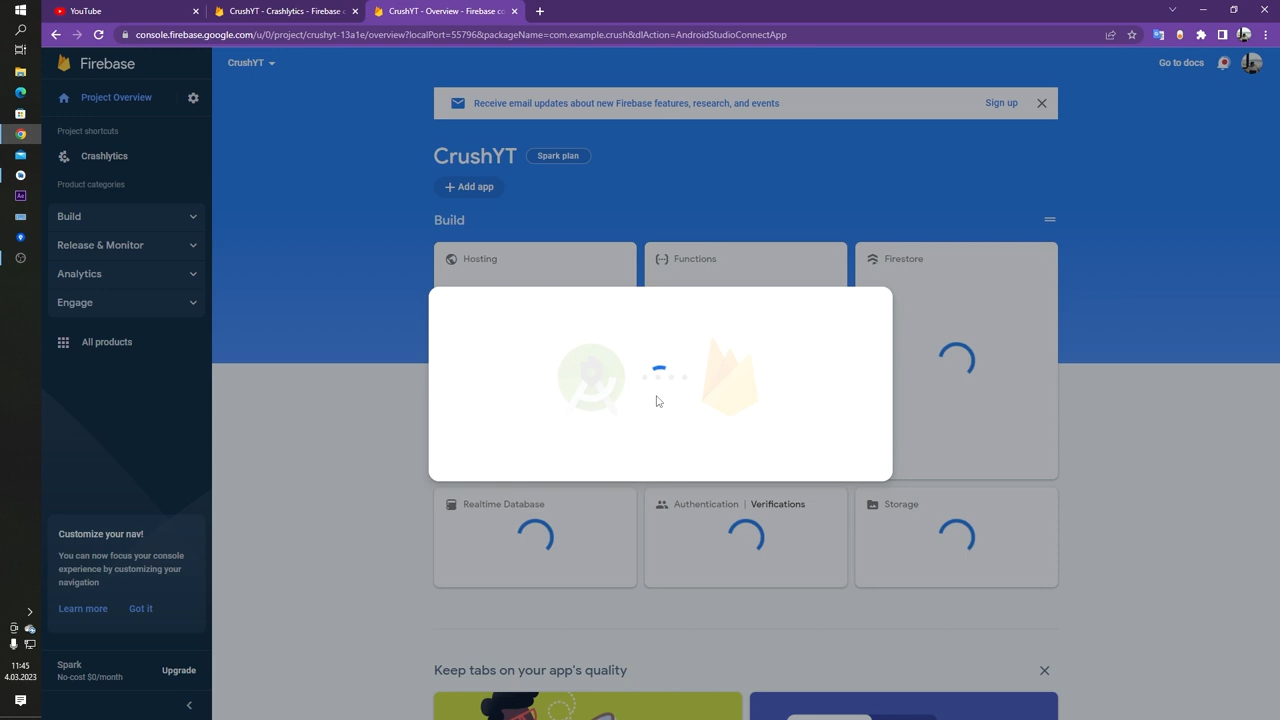 YouTube
CrushYT - Crashlytics - Firebase c
CrushYT - Overview - Firebase c
console.firebase.google.com/u/0/project/crushyt-13a1e/overview?localPort=55796&packageName=com.example.crush&dlAction=AndroidStudioConnectApp
Firebase
CrushYT
Go to docs
Project Overview
Receive email updates about new Firebase features, research, and events
Sign up
Project shortcuts
Crashlytics
CrushYT
Spark plan
Product categories
Add app
Build
Build
Release & Monitor
Hosting
Functions
Firestore
Analytics
Engage
All products
Realtime Database
Authentication | Verifications
Storage
Customize your nav!
You can now focus your console
experience by customizing your
navigation
Learn more
Got it
Spark
No-cost $0/month
Upgrade
Keep tabs on your app's quality
Ae
11:45
4.03.2023